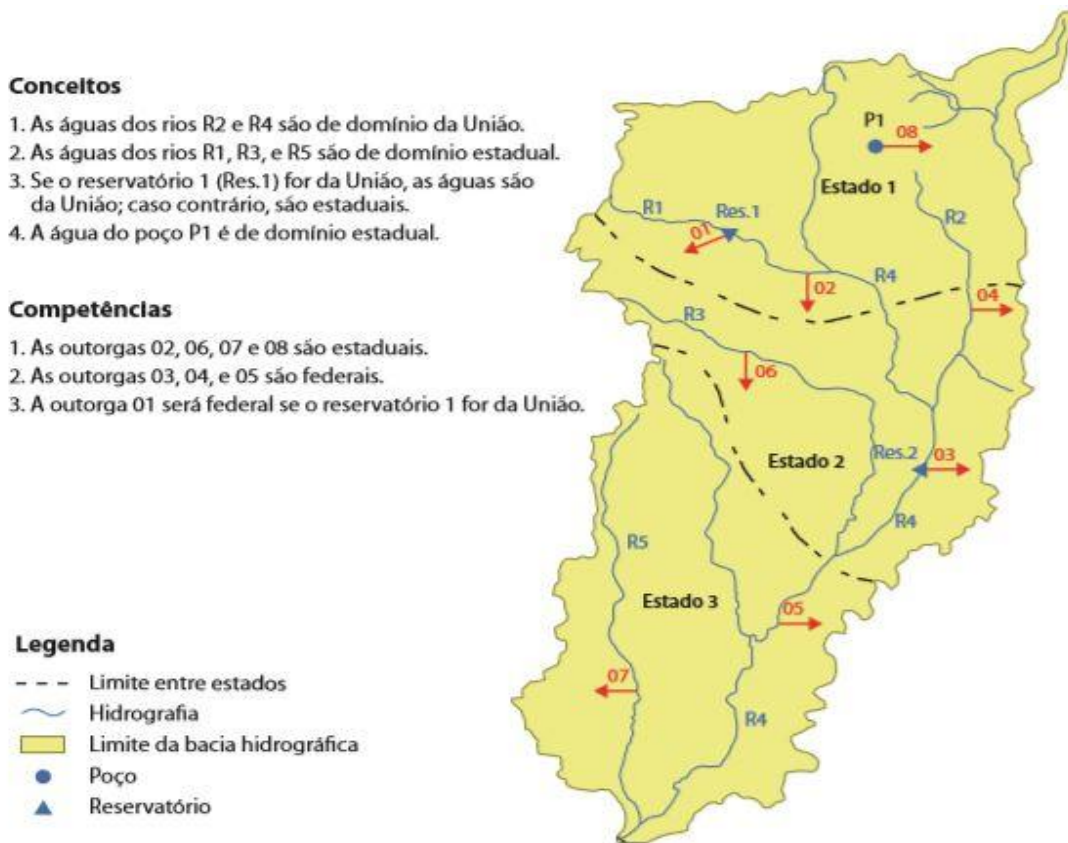 Conceitos
1. As águas dos rios R2 e R4 são de domínio da União.
2. As águas dos rios R1, R3, e R5 são de domínio estadual.
3. Se o reservatório 1 (Res.1) for da União, as águas são
da União; caso contrário, são estaduais.
4. A água do poço P1 é de domínio estadual.
Competências
1. As outorgas 02, 06, 07 e 08 são estaduais.
2. As outorgas 03, 04, e 05 são federais.
3. A outorga 01 será federal se o reservatório 1 for da União.
Legenda
Limite entre estados
Hidrografia
Limite da bacia hidrográfica
Poço
Reservatório
P1
08
Estado 1
R1
Res.1
R2
01
R4
02
04
R3
06
Estado 2
Res.2
03
R4
R5
Estado 3
05
07
R4